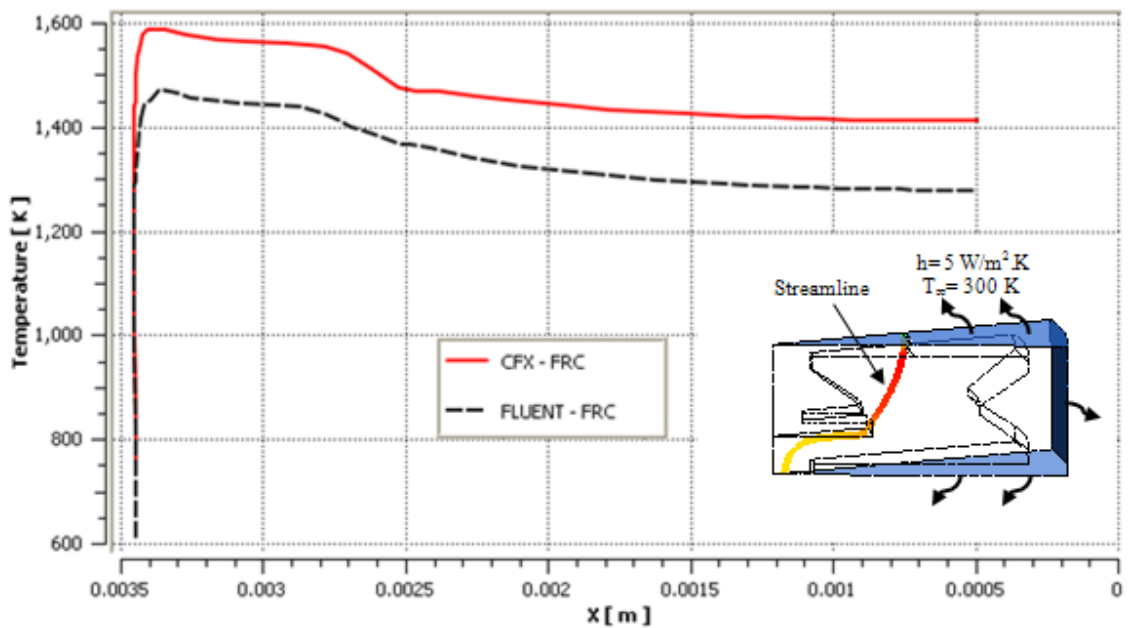 1,600
1,400
1,200
1,000
800
600
Temperature [ K ]
h= 5 W/m².K
T∞= 300 K
Streamline
CFX - FRC
FLUENT - FRC
0.0035
0.003
0.0025
0.002
0.0015
0.001
0.0005
0
X [ m ]